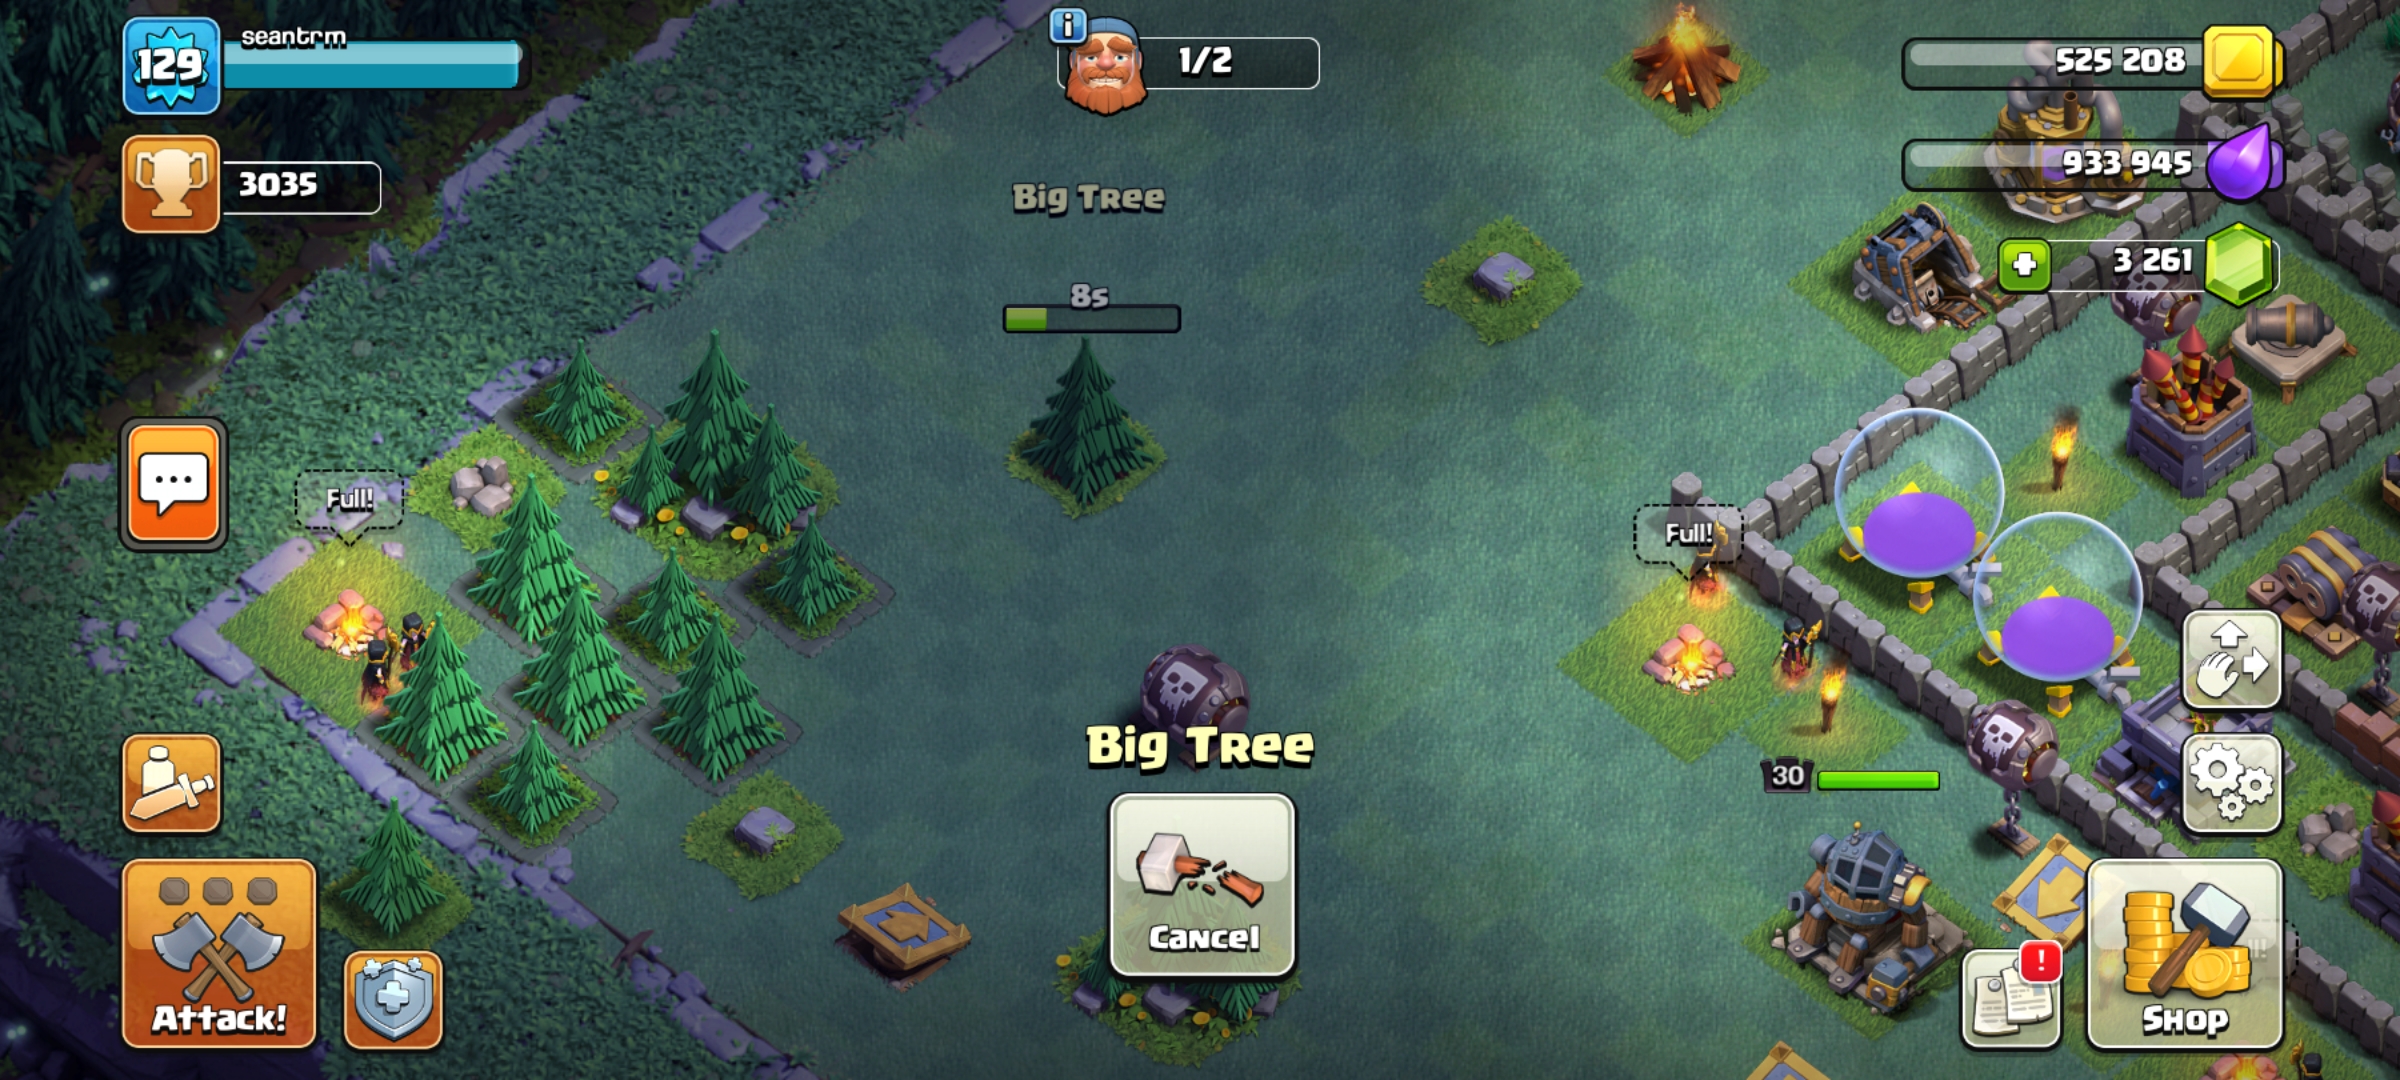 129
seantrm
1/2
525 208
3035
933 945
Big Tree
3 261
8s
Full!
Full!
Big Tree
30
Cancel
Attack!
Shop